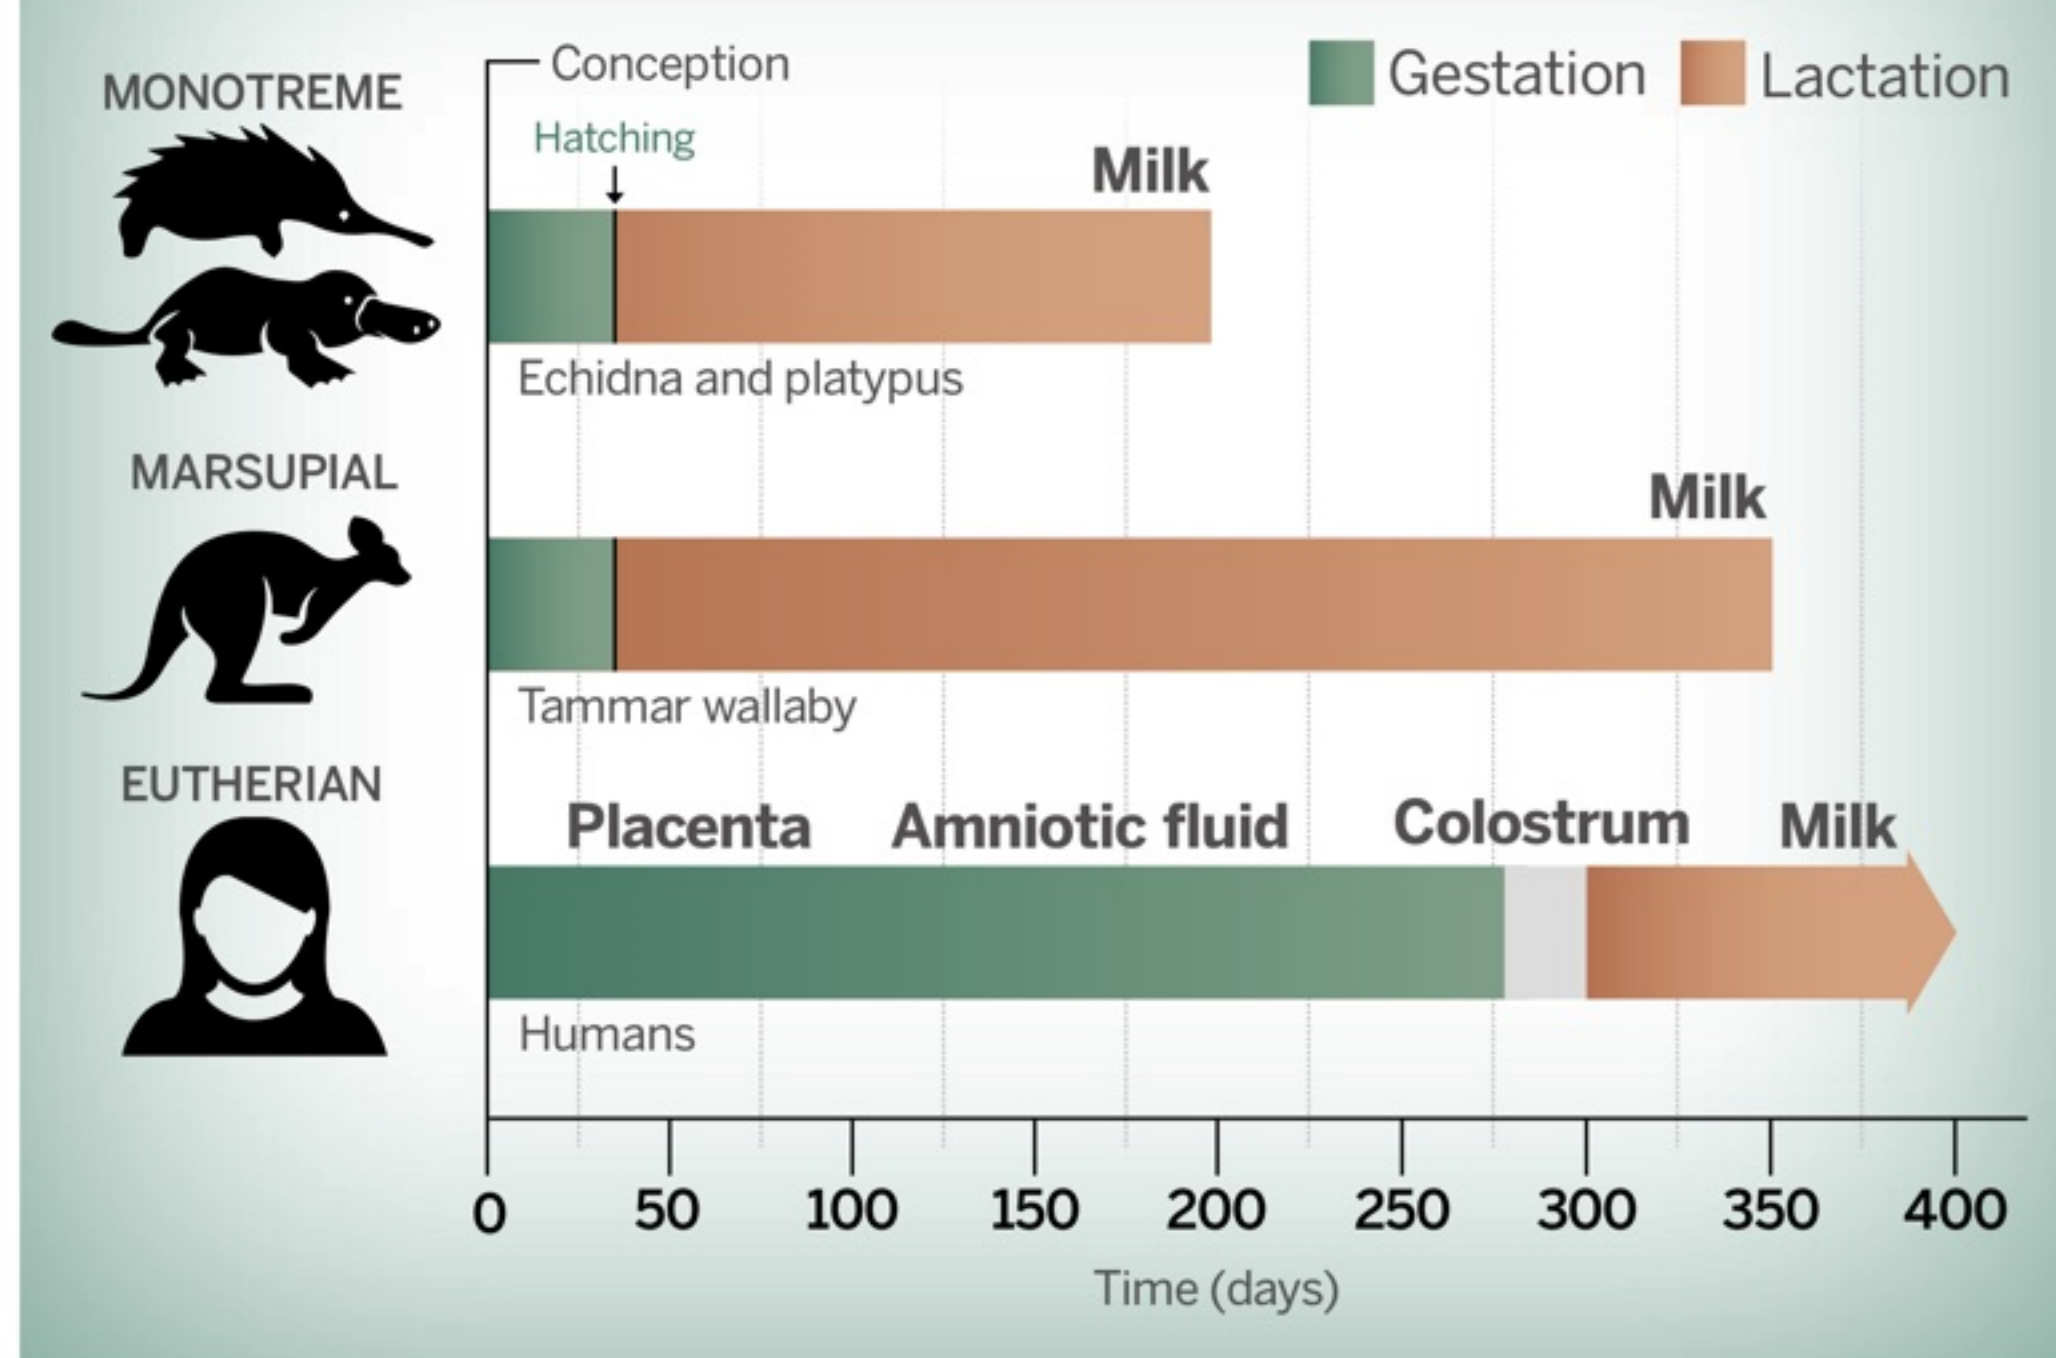 Conception
Gestation
Lactation
MONOTREME
Hatching
Milk
Echidna and platypus
MARSUPIAL
Milk
Tammar wallaby
EUTHERIAN
Placenta
Amniotic fluid
Colostrum
Milk
Humans
0 50 100 150 200 250 300 350 400
Time (days)